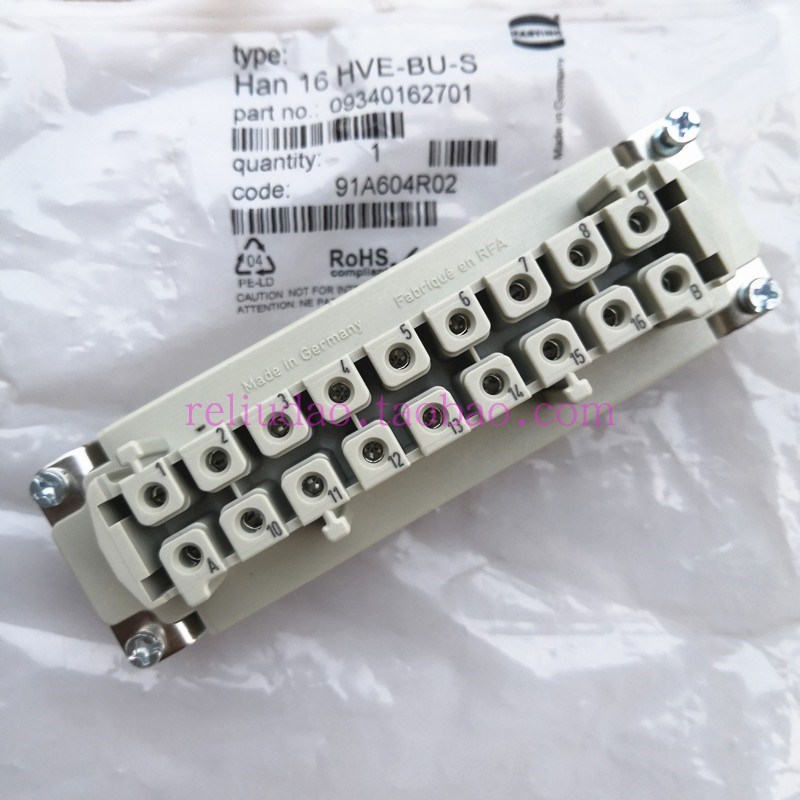 type:
Han 16 HVE-BU-S
part no.: 09340162701
quantity: 1
code: 91A604R02
HARTING
Made in Germany
04
PE-LD
RoHS
compliant
CAUTION: NOT FOR INT
ATTENTION: NE PA
Made in Germany Fabriqué en RFA
1 2 3 4 5 6 7 8 9
A 10 11 12 13 14 15 16 B
reliudao.taobao.com